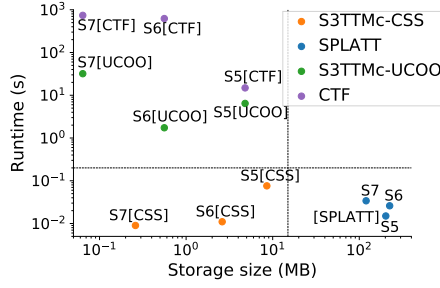 S3TTMc-CSS
SPLATT
S3TTMc-UCOO
CTF
S7[CTF]
S6[CTF]
S7[UCOO]
S5[CTF]
S6[UCOO]
S5[UCOO]
S5[CSS]
S7[CSS]
S6[CSS]
S7
S6
[SPLATT]
S5
10³
10²
10¹
10⁰
10⁻¹
10⁻²
Runtime (s)
10⁻¹
10⁰
10¹
10²
Storage size (MB)